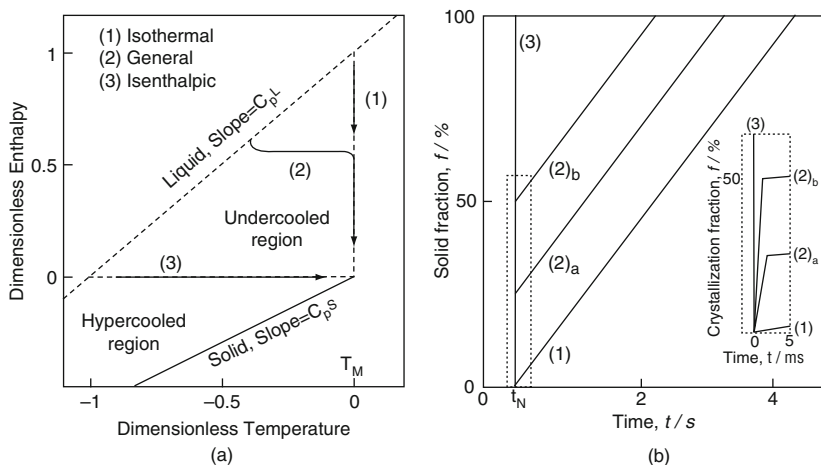 (1) Isothermal
(2) General
(3) Isenthalpic
1
0.5
0
Dimensionless Enthalpy
Liquid, Slope=C_p^L
(1)
(2)
Undercooled
region
(3)
Hypercooled
region
Solid, Slope=C_p^S
T_M
−1
−0.5
0
Dimensionless Temperature
(a)
100
50
0
Solid fraction, f / %
(3)
(2)_b
(2)_a
(1)
0
t_N
2
4
Time, t / s
(b)
Crystallization fraction, f / %
(3)
50
(2)_b
(2)_a
(1)
0
5
Time, t / ms